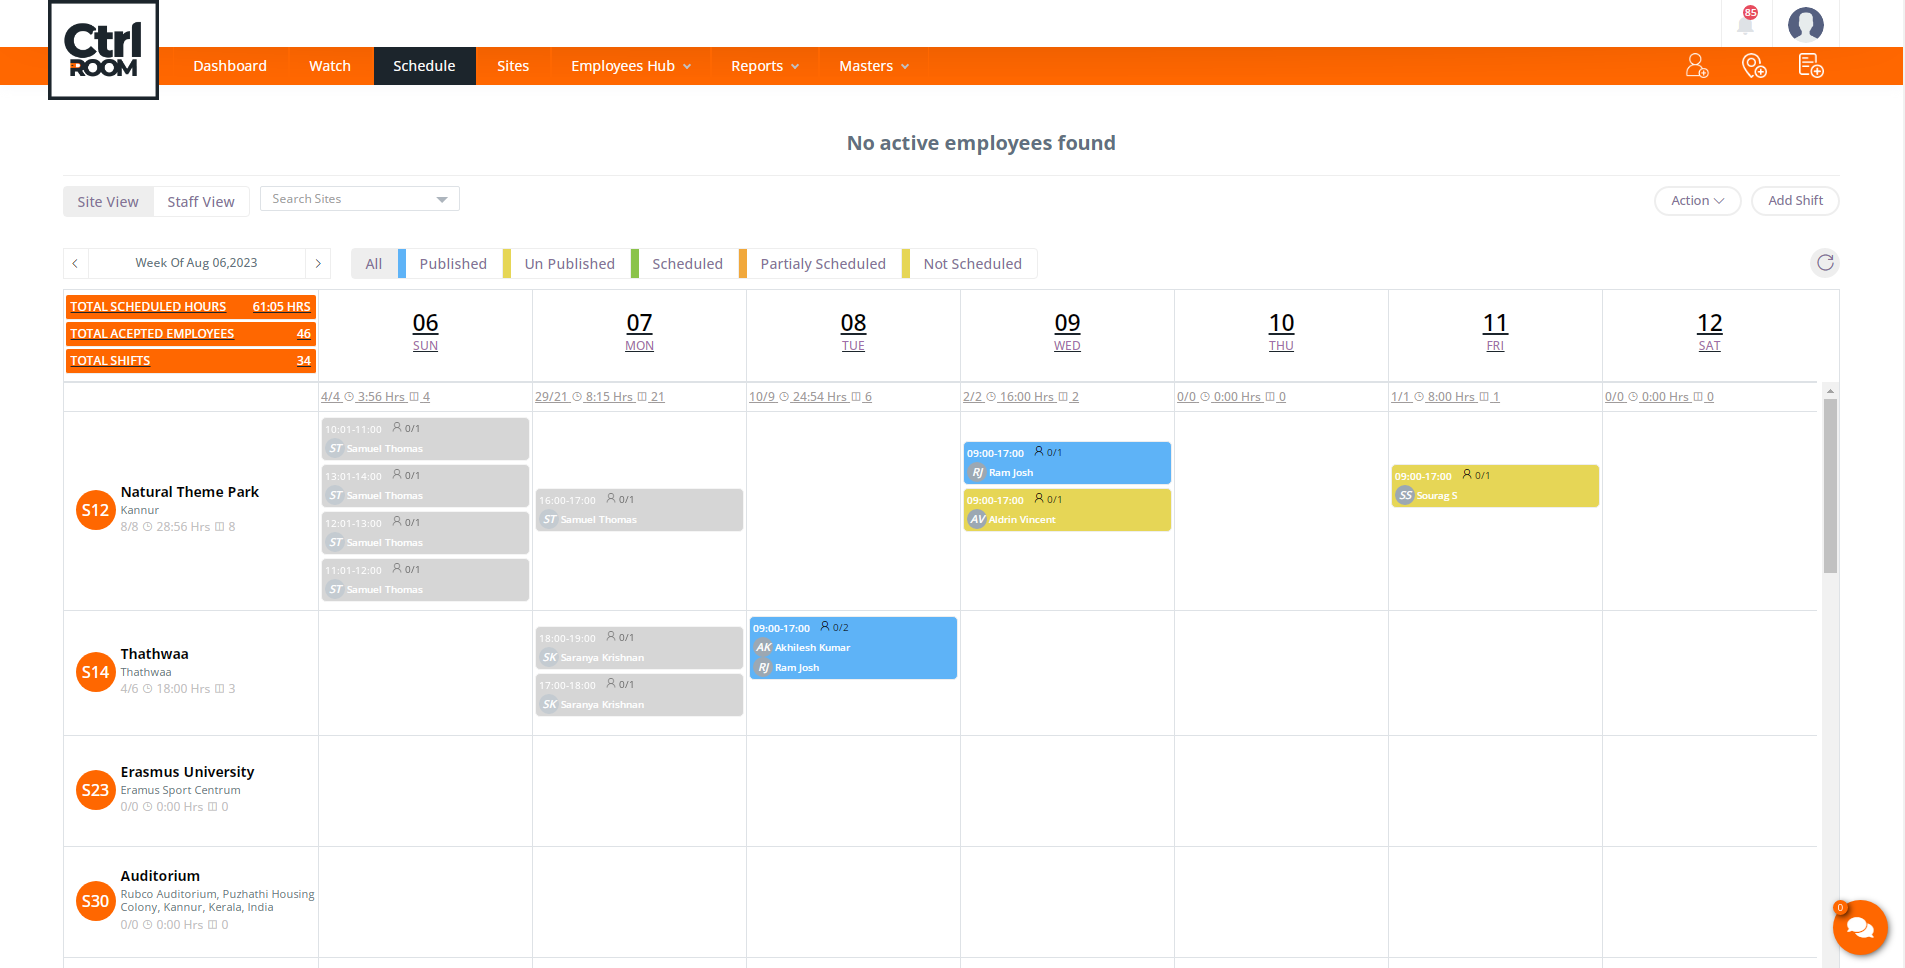 Ctrl
ROOM
85
Dashboard Watch Schedule Sites Employees Hub Reports Masters
No active employees found
Site View Staff View Search Sites Action Add Shift
Week Of Aug 06,2023 All Published Un Published Scheduled Partialy Scheduled Not Scheduled
TOTAL SCHEDULED HOURS 61:05 HRS
TOTAL ACEPTED EMPLOYEES 46
TOTAL SHIFTS 34
06 07 08 09 10 11 12
SUN MON TUE WED THU FRI SAT
4/4 3:56 Hrs 4 29/21 8:15 Hrs 21 10/9 24:54 Hrs 6 2/2 16:00 Hrs 2 0/0 0:00 Hrs 0 1/1 8:00 Hrs 1 0/0 0:00 Hrs 0
S12
Natural Theme Park
Kannur
8/8 28:56 Hrs 8
10:01-11:00 0/1
ST Samuel Thomas
13:01-14:00 0/1
ST Samuel Thomas
12:01-13:00 0/1
ST Samuel Thomas
11:01-12:00 0/1
ST Samuel Thomas
16:00-17:00 0/1
ST Samuel Thomas
09:00-17:00 0/1
RJ Ram Josh
09:00-17:00 0/1
AV Aldrin Vincent
09:00-17:00 0/1
SS Sourag S
S14
Thathwaa
Thathwaa
4/6 18:00 Hrs 3
18:00-19:00 0/1
SK Saranya Krishnan
17:00-18:00 0/1
SK Saranya Krishnan
09:00-17:00 0/2
AK Akhilesh Kumar
RJ Ram Josh
S23
Erasmus University
Eramus Sport Centrum
0/0 0:00 Hrs 0
S30
Auditorium
Rubco Auditorium, Puzhathi Housing
Colony, Kannur, Kerala, India
0/0 0:00 Hrs 0
0